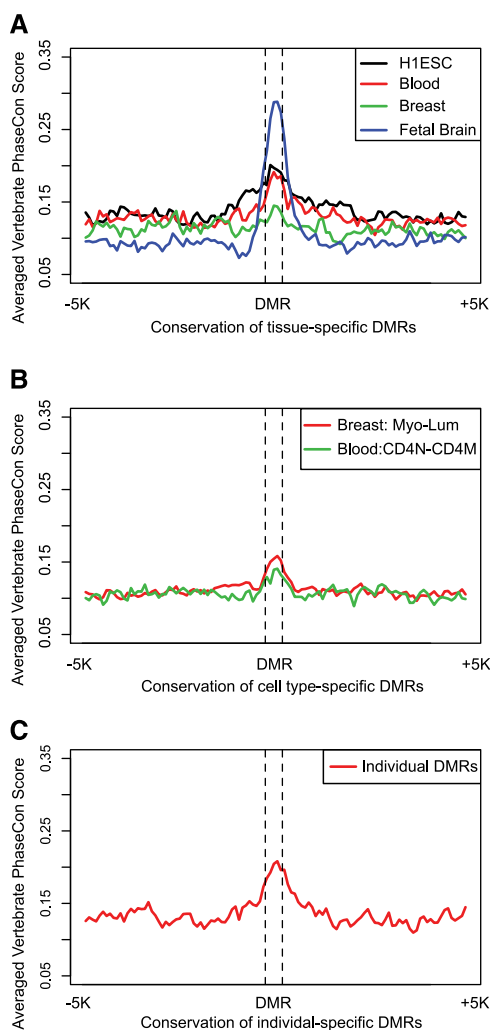 A
Averaged Vertebrate PhaseCon Score
0.35
0.25
0.15
0.05
H1ESC
Blood
Breast
Fetal Brain
-5K DMR +5K
Conservation of tissue-specific DMRs
B
Averaged Vertebrate PhaseCon Score
0.35
0.25
0.15
0.05
Breast: Myo-Lum
Blood:CD4N-CD4M
-5K DMR +5K
Conservation of cell type-specific DMRs
C
Averaged Vertebrate PhaseCon Score
0.35
0.25
0.15
0.05
Individual DMRs
-5K DMR +5K
Conservation of individal-specific DMRs